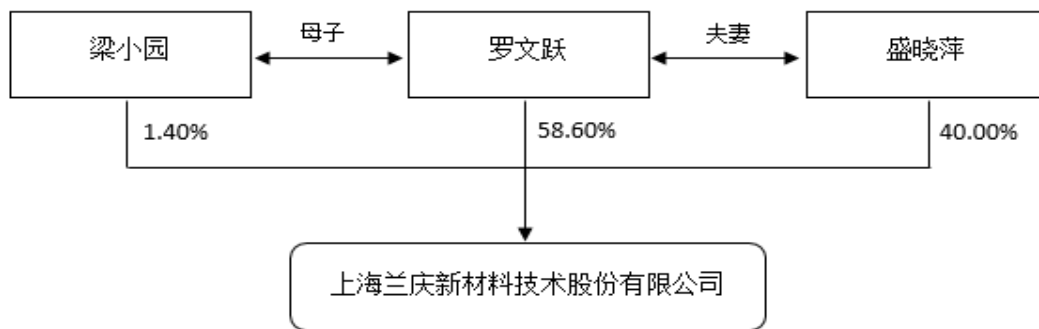 梁小园
母子
罗文跃
夫妻
盛晓萍
1.40%
58.60%
40.00%
上海兰庆新材料技术股份有限公司